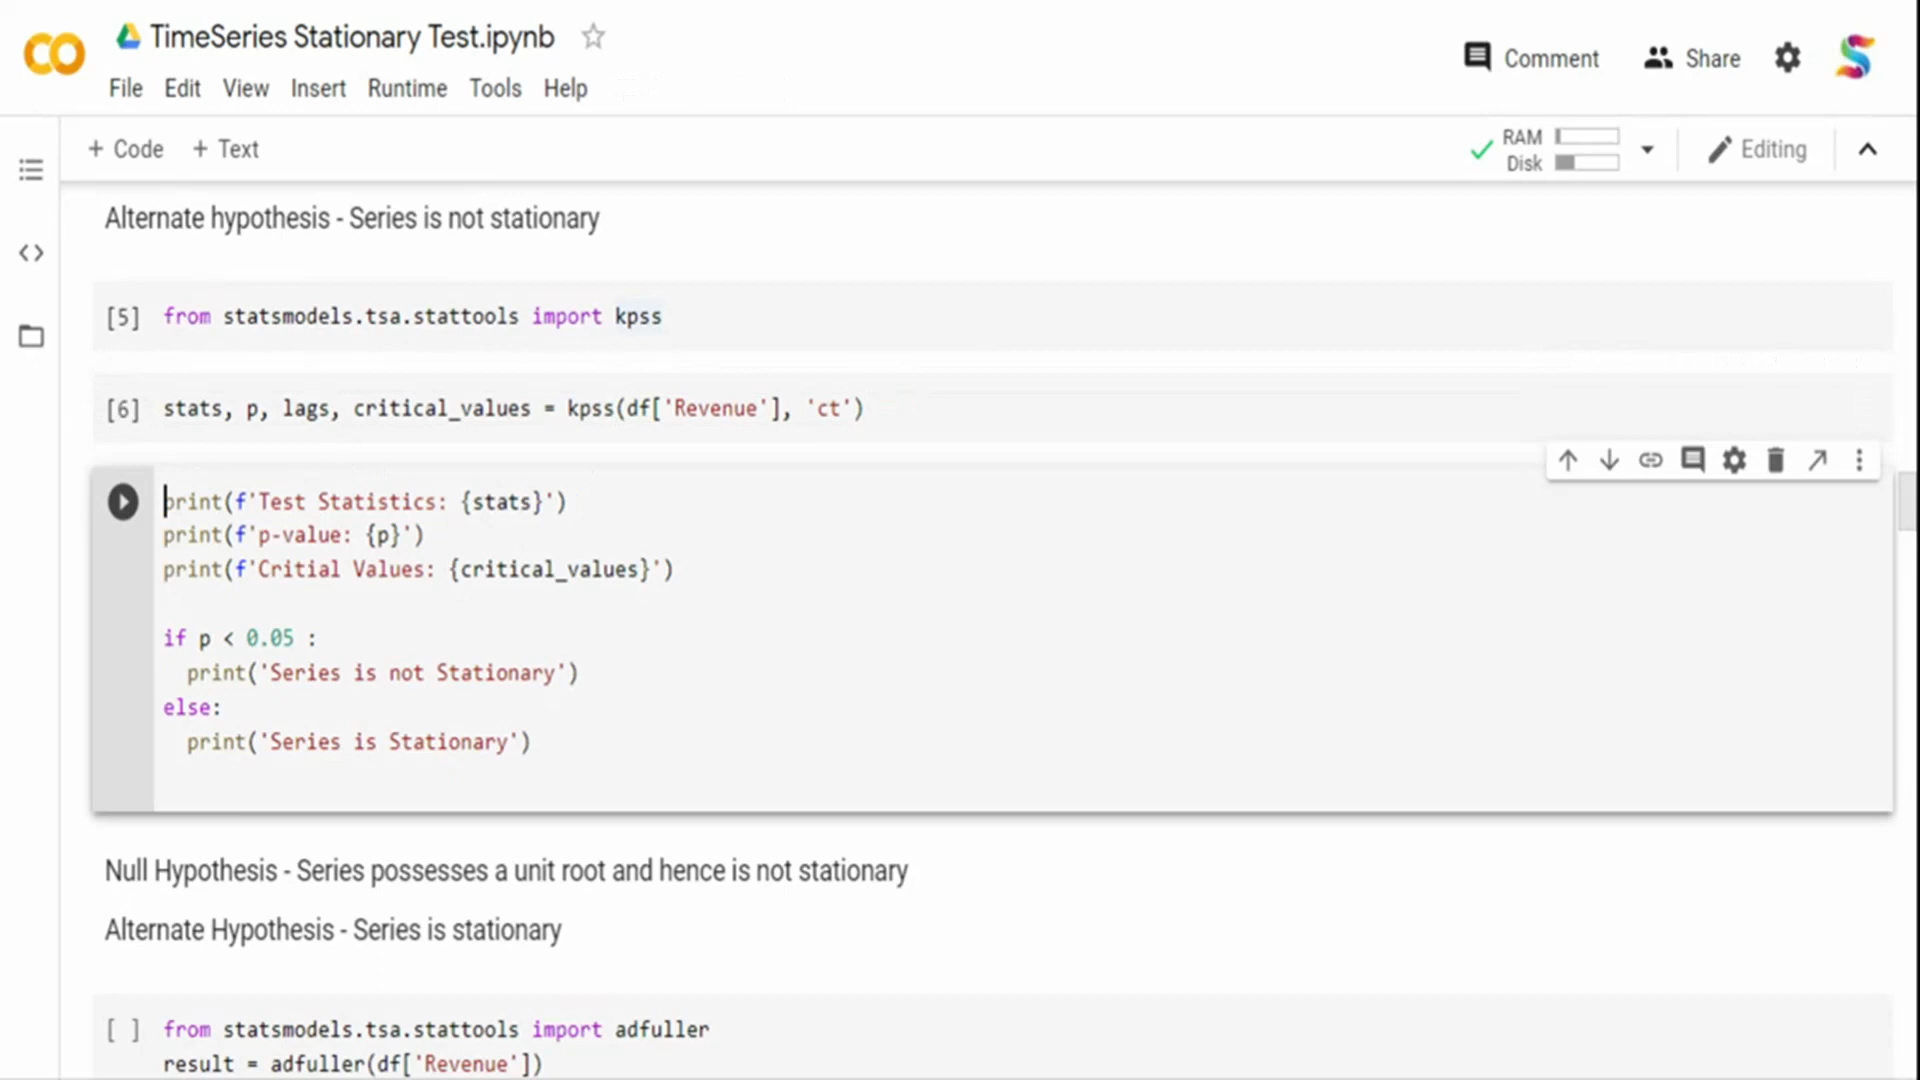 TimeSeries Stationary Test.ipynb
File Edit View Insert Runtime Tools Help
Comment Share
+ Code + Text
RAM
Disk
Editing
Alternate hypothesis - Series is not stationary
[5] from statsmodels.tsa.stattools import kpss
[6] stats, p, lags, critical_values = kpss(df['Revenue'], 'ct')
print(f'Test Statistics: {stats}')
print(f'p-value: {p}')
print(f'Critial Values: {critical_values}')
if p < 0.05 :
  print('Series is not Stationary')
else:
  print('Series is Stationary')
Null Hypothesis - Series possesses a unit root and hence is not stationary
Alternate Hypothesis - Series is stationary
[ ] from statsmodels.tsa.stattools import adfuller
result = adfuller(df['Revenue'])